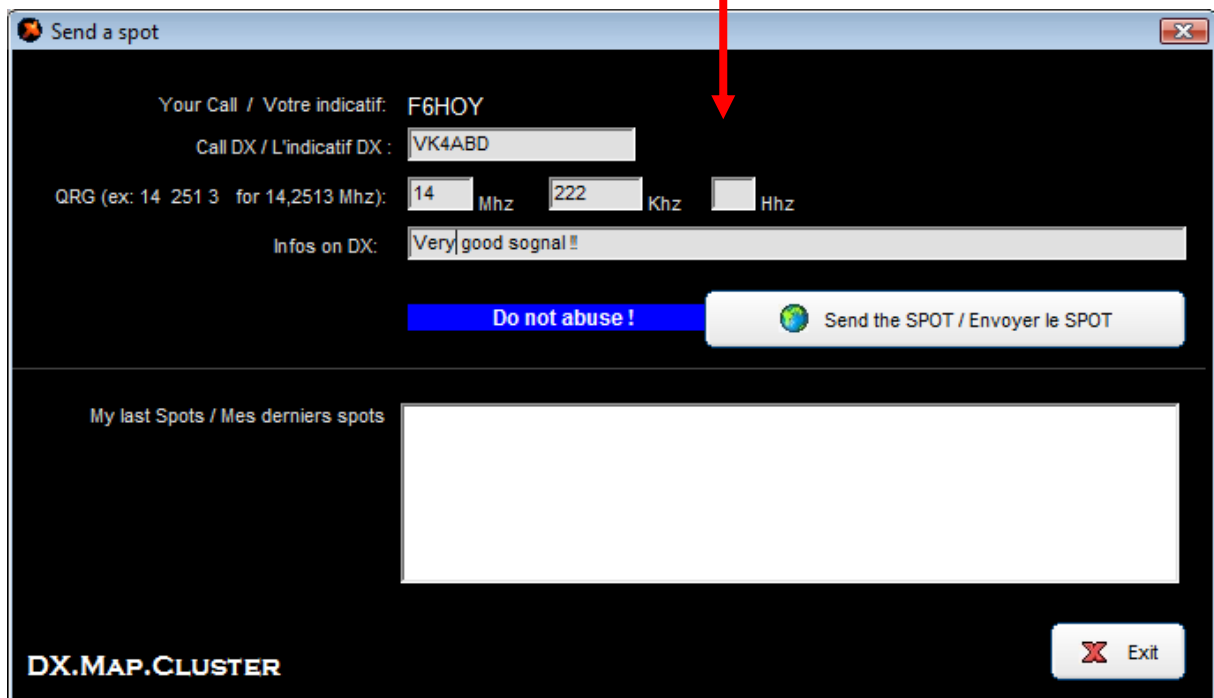 Send a spot
Your Call / Votre indicatif: F6HOY
Call DX / L'indicatif DX : VK4ABD
QRG (ex: 14 251 3 for 14,2513 Mhz): 14 Mhz 222 Khz Hhz
Infos on DX: Very good sognal !!
Do not abuse ! Send the SPOT / Envoyer le SPOT
My last Spots / Mes derniers spots
DX.MAP.CLUSTER Exit